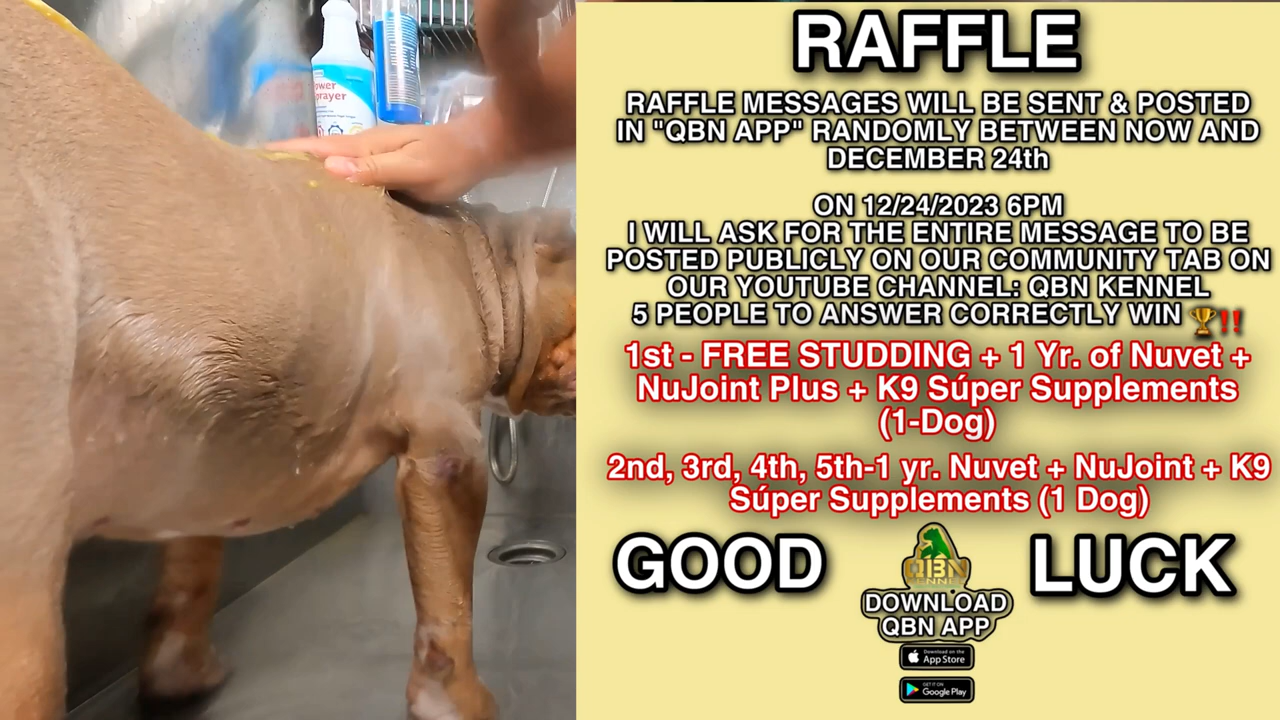 ower
prayer
RAFFLE
RAFFLE MESSAGES WILL BE SENT & POSTED
IN "QBN APP" RANDOMLY BETWEEN NOW AND
DECEMBER 24th
ON 12/24/2023 6PM
I WILL ASK FOR THE ENTIRE MESSAGE TO BE
POSTED PUBLICLY ON OUR COMMUNITY TAB ON
OUR YOUTUBE CHANNEL: QBN KENNEL
5 PEOPLE TO ANSWER CORRECTLY WIN 🏆‼️
1st - FREE STUDDING + 1 Yr. of Nuvet +
NuJoint Plus + K9 Súper Supplements
(1-Dog)
2nd, 3rd, 4th, 5th-1 yr. Nuvet + NuJoint + K9
Súper Supplements (1 Dog)
GOOD LUCK
QBN
KENNEL
DOWNLOAD
QBN APP
Download on the
App Store
GET IT ON
Google Play